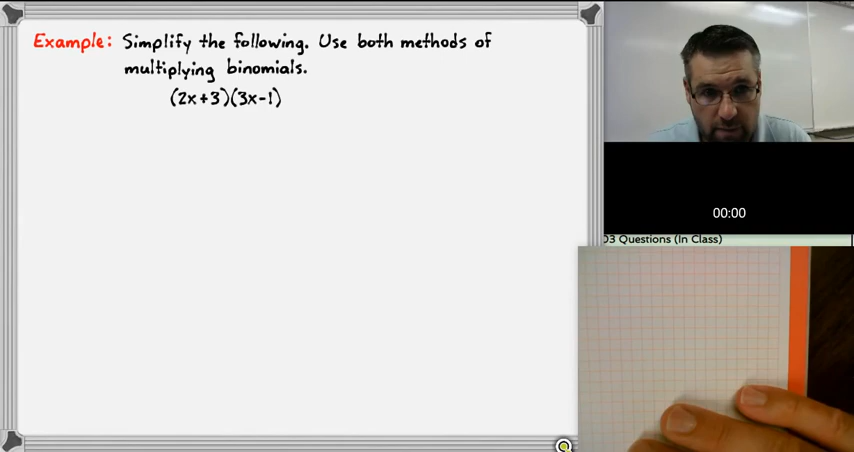 Example: Simplify the following. Use both methods of
multiplying binomials.
(2x+3)(3x-1)
00:00
03 Questions (In Class)